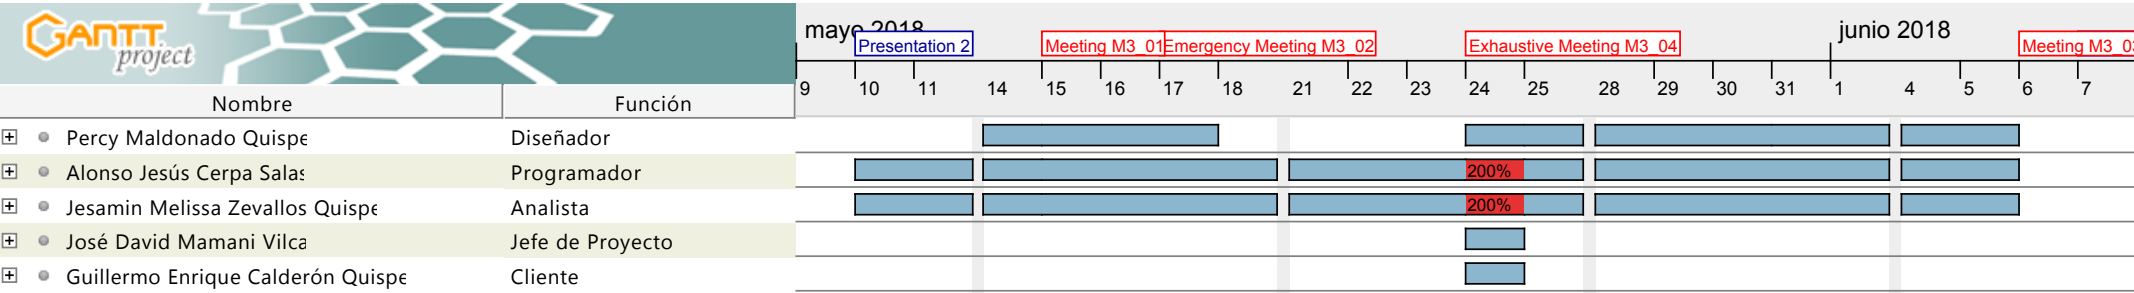 GANTT
project
mayo 2018
junio 2018
Presentation 2
Meeting M3_01
Emergency Meeting M3_02
Exhaustive Meeting M3_04
Meeting M3_03
9 10 11 14 15 16 17 18 21 22 23 24 25 28 29 30 31 1 4 5 6 7
Nombre Función
Percy Maldonado Quispe Diseñador
Alonso Jesús Cerpa Salas Programador 200%
Jesamin Melissa Zevallos Quispe Analista 200%
José David Mamani Vilca Jefe de Proyecto
Guillermo Enrique Calderón Quispe Cliente